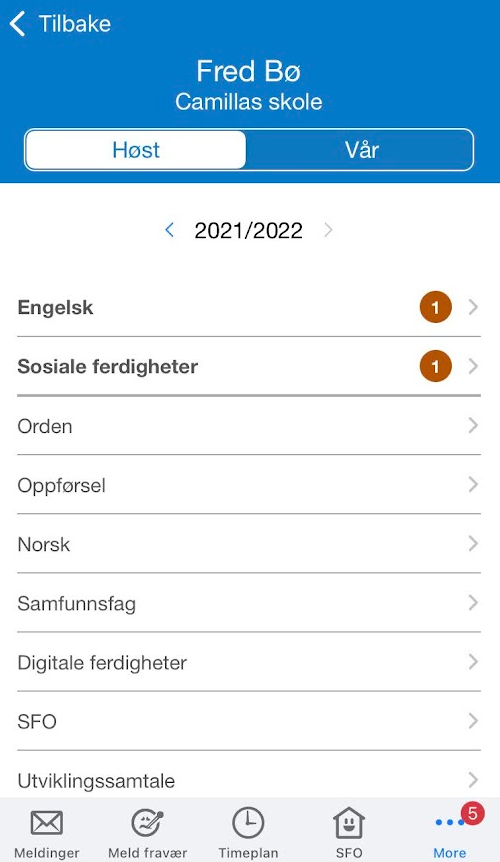 Tilbake
Fred Bø
Camillas skole
Høst Vår
2021/2022
Engelsk 1
Sosiale ferdigheter 1
Orden
Oppførsel
Norsk
Samfunnsfag
Digitale ferdigheter
SFO
Utviklingssamtale
5
Meldinger Meld fravær Timeplan SFO More